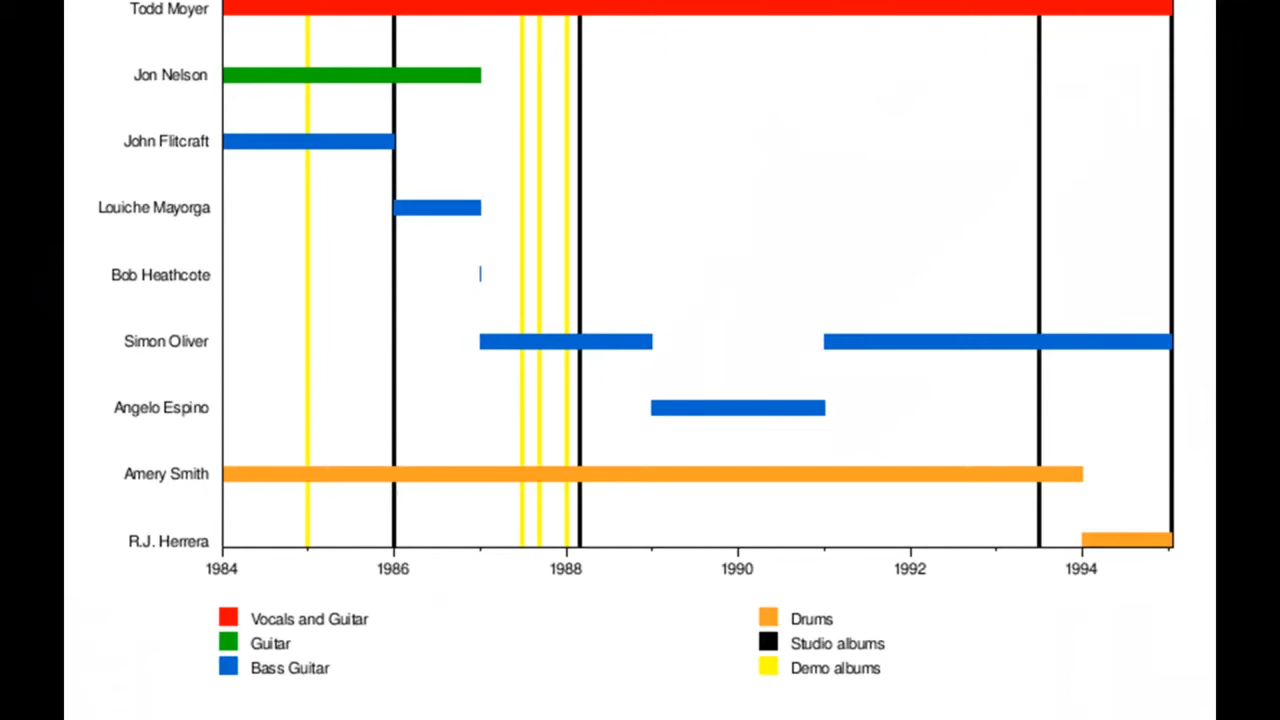 Todd Moyer
Jon Nelson
John Flitcraft
Louiche Mayorga
Bob Heathcote
Simon Oliver
Angelo Espino
Amery Smith
R.J. Herrera
1984 1986 1988 1990 1992 1994
Vocals and Guitar
Guitar
Bass Guitar
Drums
Studio albums
Demo albums